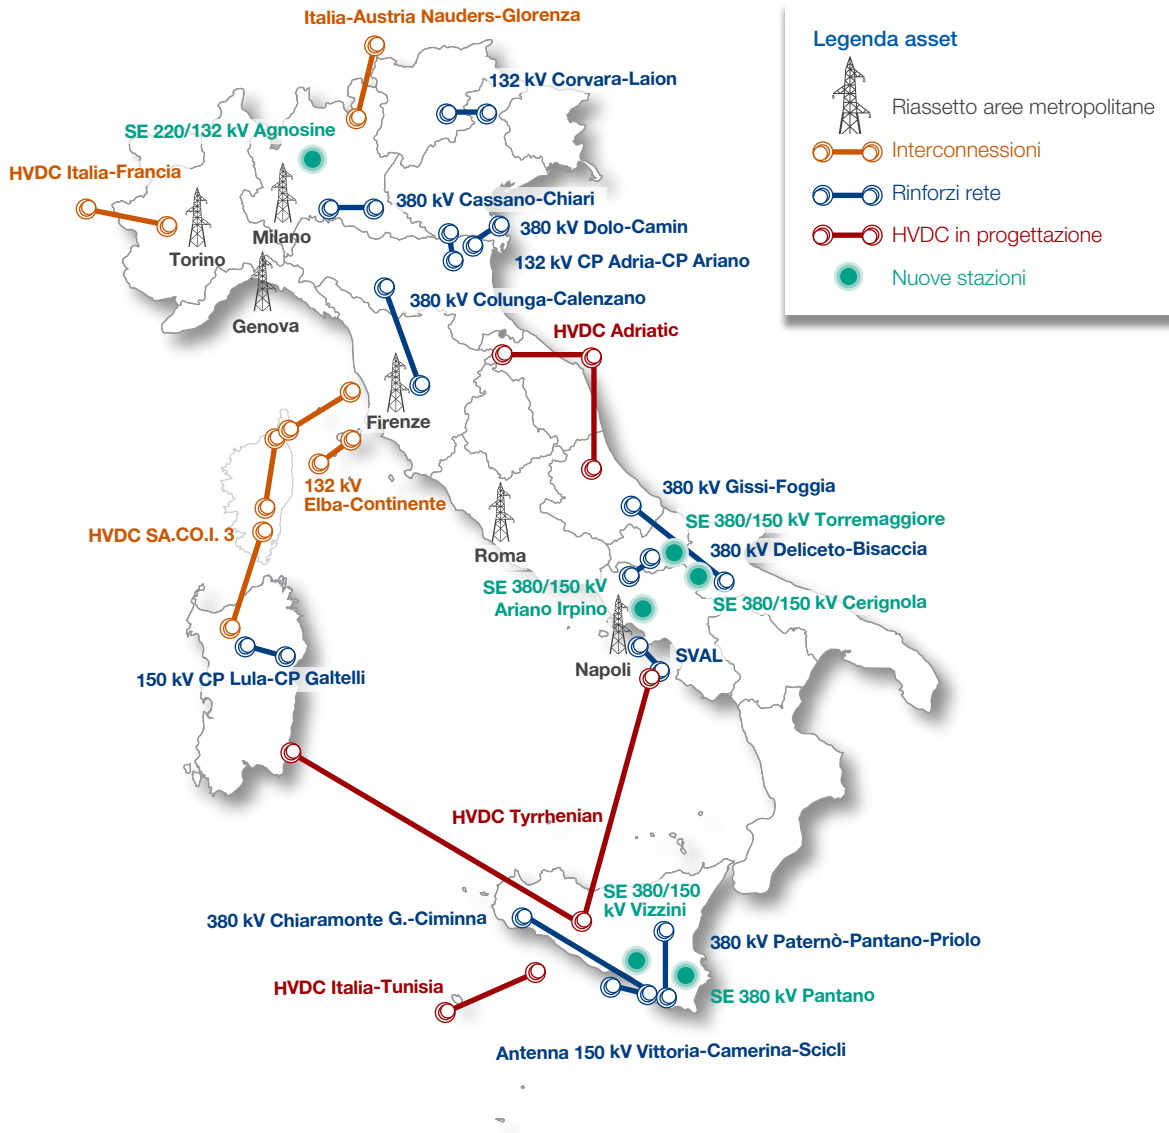 Italia-Austria Nauders-Glorenza
Legenda asset
132 kV Corvara-Laion
Riassetto aree metropolitane
SE 220/132 kV Agnosine
Interconnessioni
HVDC Italia-Francia
Rinforzi rete
380 kV Cassano-Chiari
380 kV Dolo-Camin
HVDC in progettazione
Milano
Torino
132 kV CP Adria-CP Ariano
Nuove stazioni
380 kV Colunga-Calenzano
Genova
HVDC Adriatic
Firenze
132 kV
Elba-Continente
380 kV Gissi-Foggia
SE 380/150 kV Torremaggiore
HVDC SA.CO.I. 3
Roma
380 kV Deliceto-Bisaccia
SE 380/150 kV
Ariano Irpino
SE 380/150 kV Cerignola
SVAL
Napoli
150 kV CP Lula-CP Galtelli
HVDC Tyrrhenian
SE 380/150
kV Vizzini
380 kV Chiaramonte G.-Ciminna
380 kV Paternò-Pantano-Priolo
HVDC Italia-Tunisia
SE 380 kV Pantano
Antenna 150 kV Vittoria-Camerina-Scicli